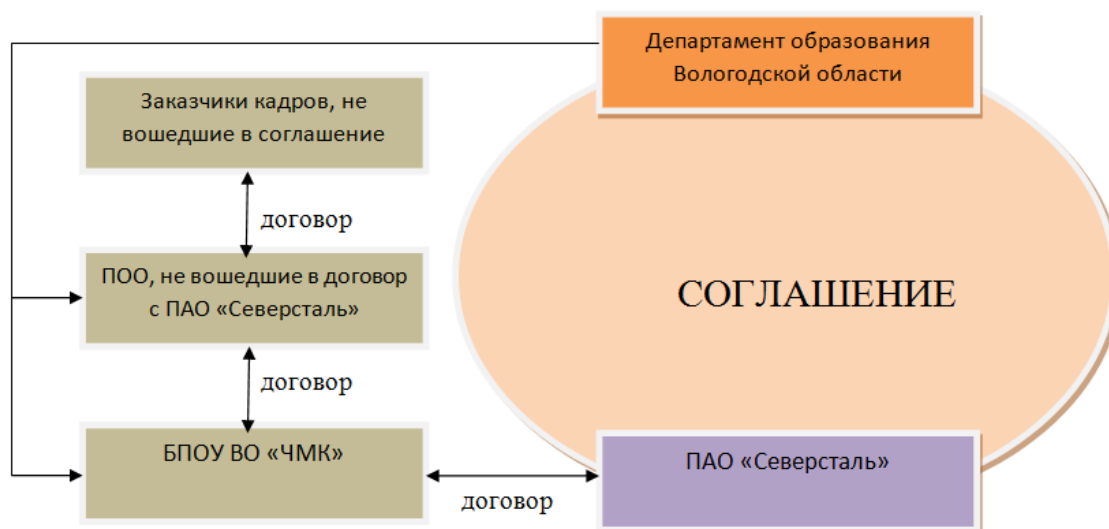 Департамент образования
Вологодской области
Заказчики кадров, не
вошедшие в соглашение
договор
ПОО, не вошедшие в договор
с ПАО «Северсталь»
СОГЛАШЕНИЕ
договор
БПОУ ВО «ЧМК»
ПАО «Северсталь»
договор